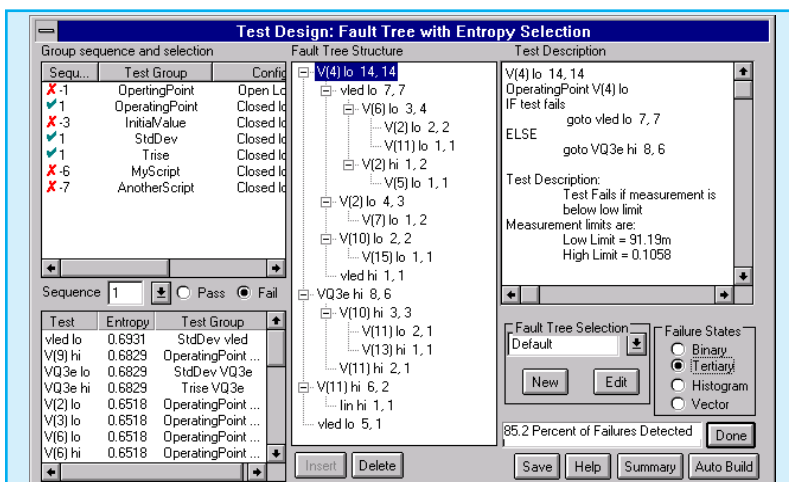 Test Design: Fault Tree with Entropy Selection
Group sequence and selection
Sequ... Test Group Config
-1 OpertingPoint Open Lo
1 OperatingPoint Closed lo
-3 InitialValue Closed lo
1 StdDev Closed lo
1 Trise Closed lo
-6 MyScript Closed lo
-7 AnotherScript Closed lo
Sequence 1 Pass Fail
Test Entropy Test Group
vled lo 0.6931 StdDev vled
V(9) hi 0.6829 OperatingPoint ...
VQ3e lo 0.6829 StdDev VQ3e
VQ3e hi 0.6829 Trise VQ3e
V(2) lo 0.6518 OperatingPoint ...
V(3) lo 0.6518 OperatingPoint ...
V(6) lo 0.6518 OperatingPoint ...
V(6) hi 0.6518 OperatingPoint ...
Fault Tree Structure
V(4) lo 14, 14
vled lo 7, 7
V(6) lo 3, 4
V(2) lo 2, 2
V(11) lo 1, 1
V(2) hi 1, 2
V(5) lo 1, 1
V(2) lo 4, 3
V(7) lo 1, 2
V(10) lo 2, 2
V(15) lo 1, 1
vled hi 1, 1
VQ3e hi 8, 6
V(10) hi 3, 3
V(11) lo 2, 1
V(13) hi 1, 1
V(11) hi 2, 1
V(11) hi 6, 2
lin hi 1, 1
vled lo 5, 1
Insert Delete
Test Description
V(4) lo 14, 14
OperatingPoint V(4) lo
IF test fails
goto vled lo 7, 7
ELSE
goto VQ3e hi 8, 6
Test Description:
Test Fails if measurement is
below low limit
Measurement limits are:
Low Limit = 91.19m
High Limit = 0.1058
Fault Tree Selection
Default
New Edit
Failure States
Binary
Tertiary
Histogram
Vector
85.2 Percent of Failures Detected Done
Save Help Summary Auto Build